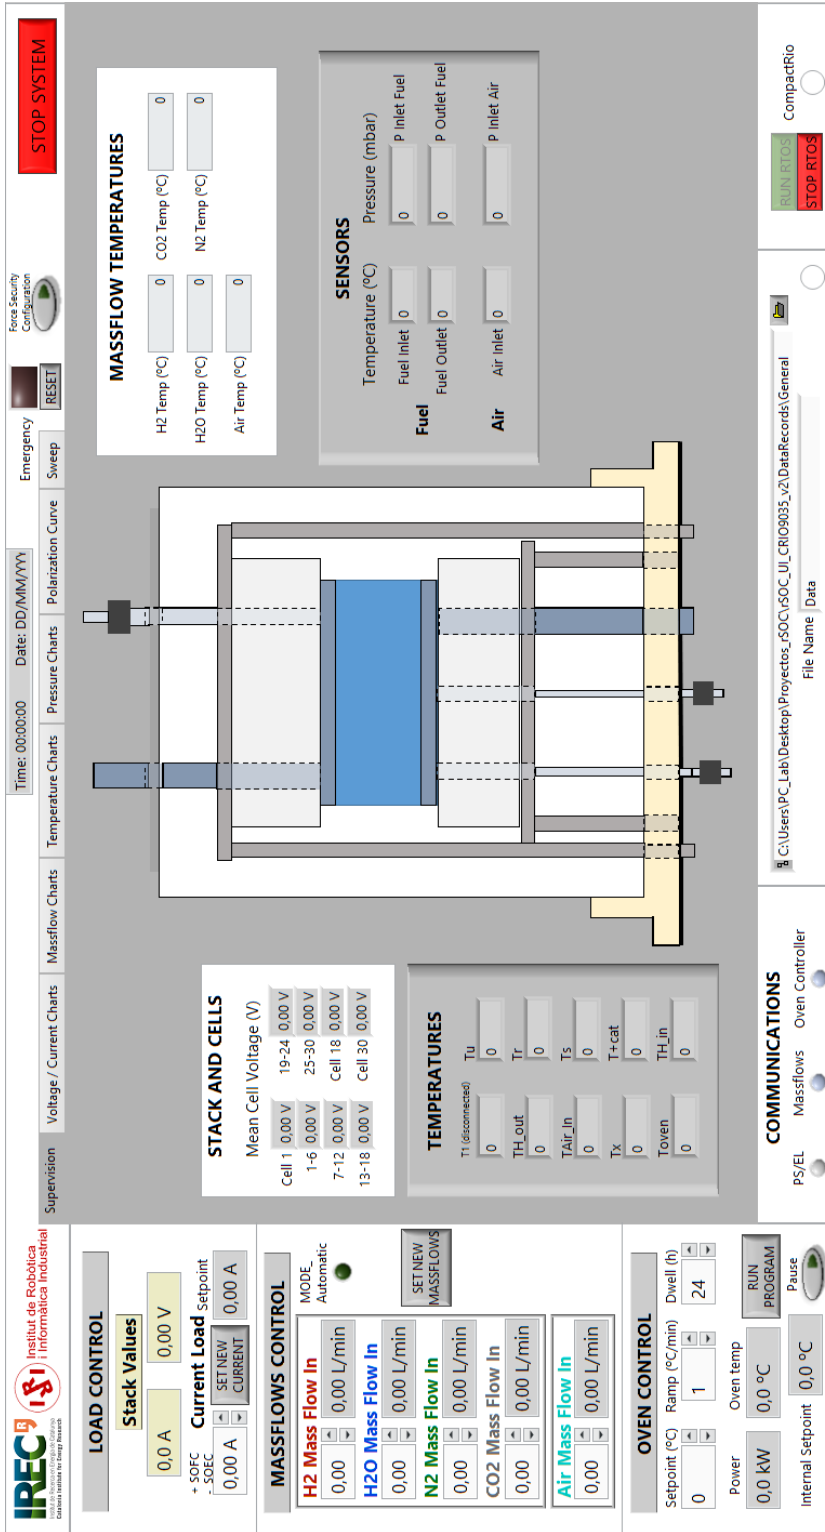 IREC R
Institut de Recerca en Energia de Catalunya
Catalonia Institute for Energy Research
Institut de Robòtica
i Informàtica Industrial
Time: 00:00:00 Date: DD/MM/YYY
Emergency
RESET
Force Security
Configuration
STOP SYSTEM
Supervision
Voltage / Current Charts
Massflow Charts
Temperature Charts
Pressure Charts
Polarization Curve
Sweep
LOAD CONTROL
Stack Values
0,0 A 0,00 V
Current Load
+ SOFC
- SOEC
0,00 A
SET NEW
CURRENT
Setpoint
0,00 A
MASSFLOWS CONTROL
H2 Mass Flow In
0,00 0,00 L/min
H2O Mass Flow In
0,00 0,00 L/min
N2 Mass Flow In
0,00 0,00 L/min
CO2 Mass Flow In
0,00 0,00 L/min
Air Mass Flow In
0,00 0,00 L/min
MODE_
Automatic
SET NEW
MASSFLOWS
OVEN CONTROL
Setpoint (ºC) Ramp (ºC/min) Dwell (h)
0 1 24
Power Oven temp
0,0 kW 0,0 ºC
RUN
PROGRAM
Internal Setpoint 0,0 ºC
Pause
STACK AND CELLS
Mean Cell Voltage (V)
Cell 1 0,00 V 19-24 0,00 V
1-6 0,00 V 25-30 0,00 V
7-12 0,00 V Cell 18 0,00 V
13-18 0,00 V Cell 30 0,00 V
TEMPERATURES
T1 (disconnected) Tu
0 0
TH_out Tr
0 0
TAir_In Ts
0 0
Tx T+cat
0 0
Toven TH_in
0 0
MASSFLOW TEMPERATURES
H2 Temp (ºC) 0 CO2 Temp (ºC) 0
H2O Temp (ºC) 0 N2 Temp (ºC) 0
Air Temp (ºC) 0
SENSORS
Temperature (ºC) Pressure (mbar)
Fuel
Fuel Inlet 0 0 P Inlet Fuel
Fuel Outlet 0 0 P Outlet Fuel
Air
Air Inlet 0 0 P Inlet Air
COMMUNICATIONS
PS/EL Massflows Oven Controller
C:\Users\PC_Lab\Desktop\Proyectos_rSOC\rSOC_UI_CRIO9035_v2\DataRecords\General
File Name Data
RUN RTOS
STOP RTOS
CompactRio